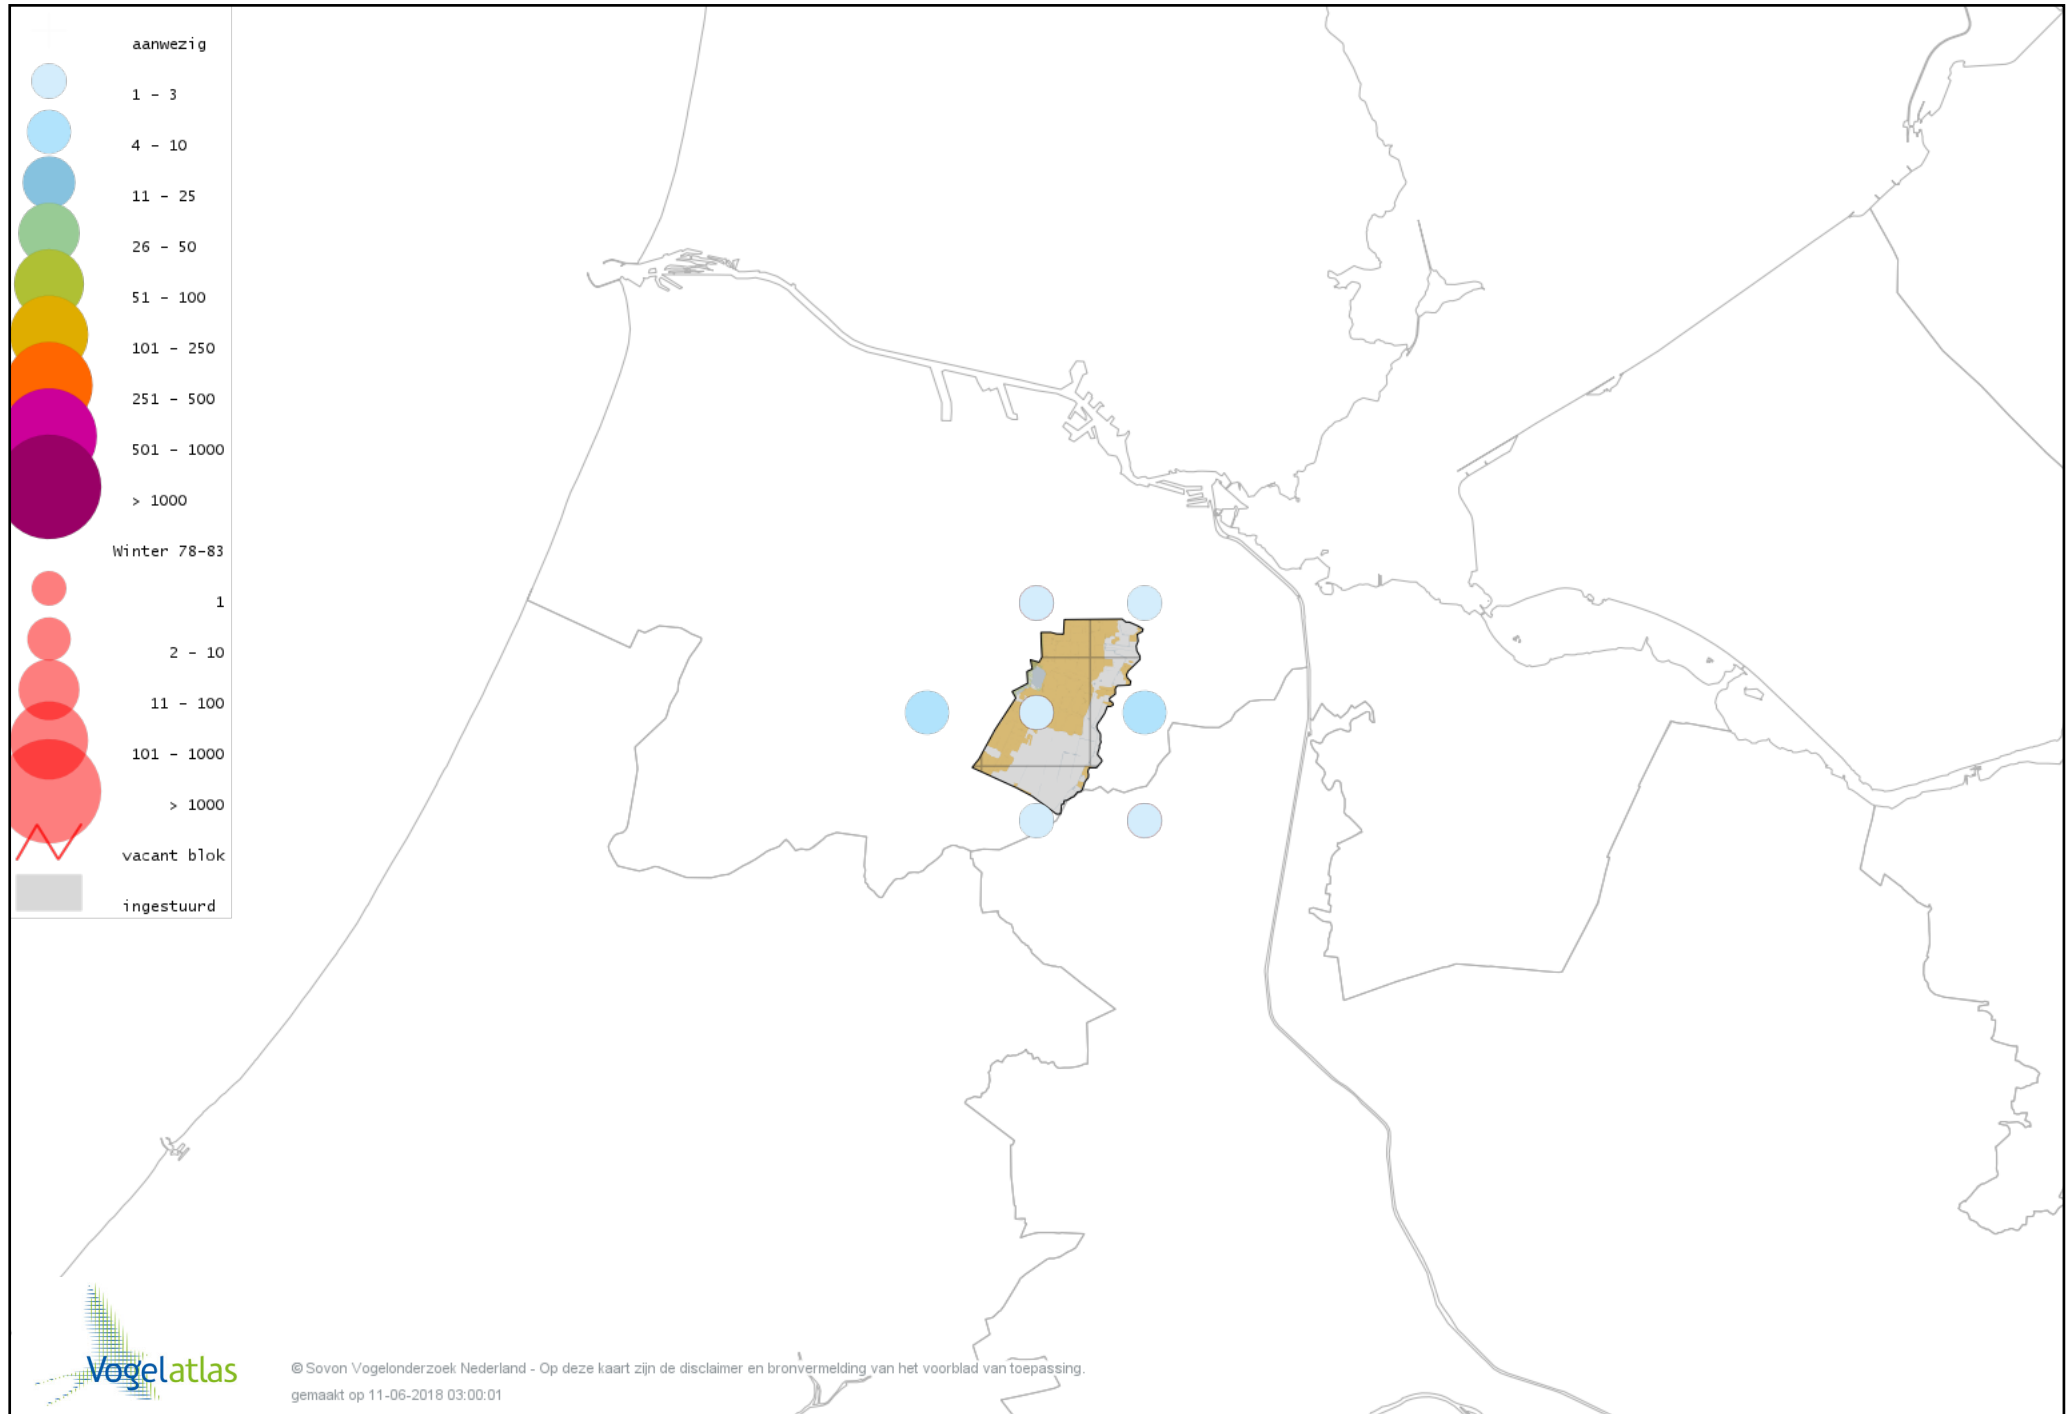 aanwezig
1 - 3
4 - 10
11 - 25
26 - 50
51 - 100
101 - 250
251 - 500
501 - 1000
> 1000
Winter 78-83
1
2 - 10
11 - 100
101 - 1000
> 1000
vacant blok
ingestuurd
Vogelatlas
© Sovon Vogelonderzoek Nederland - Op deze kaart zijn de disclaimer en bronvermelding van het voorblad van toepassing.
gemaakt op 11-06-2018 03:00:01